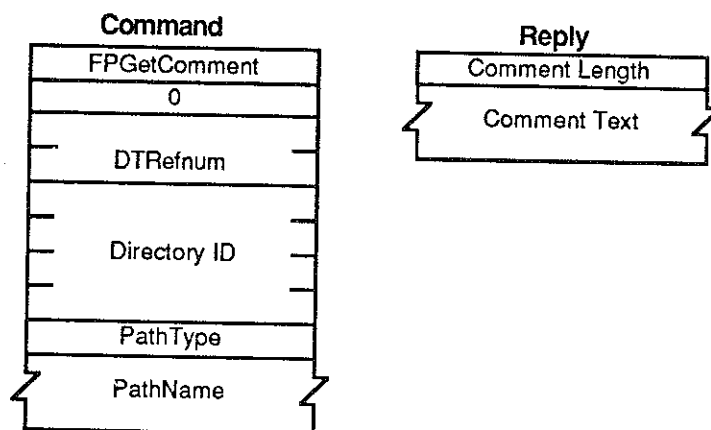 Command
FPGetComment
0
DTRefnum
Directory ID
PathType
PathName
Reply
Comment Length
Comment Text